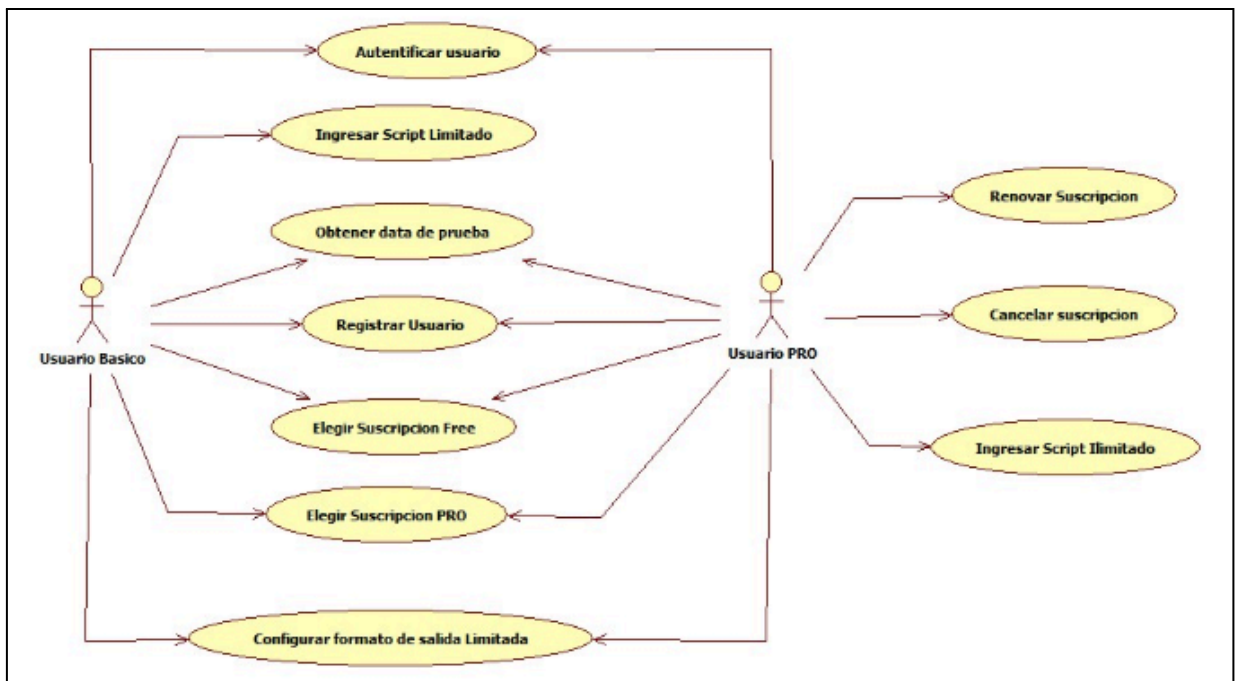 Autentificar usuario
Ingresar Script Limitado
Renovar Suscripcion
Obtener data de prueba
Cancelar suscripcion
Registrar Usuario
Usuario Basico
Usuario PRO
Elegir Suscripcion Free
Ingresar Script Ilimitado
Elegir Suscripcion PRO
Configurar formato de salida Limitada